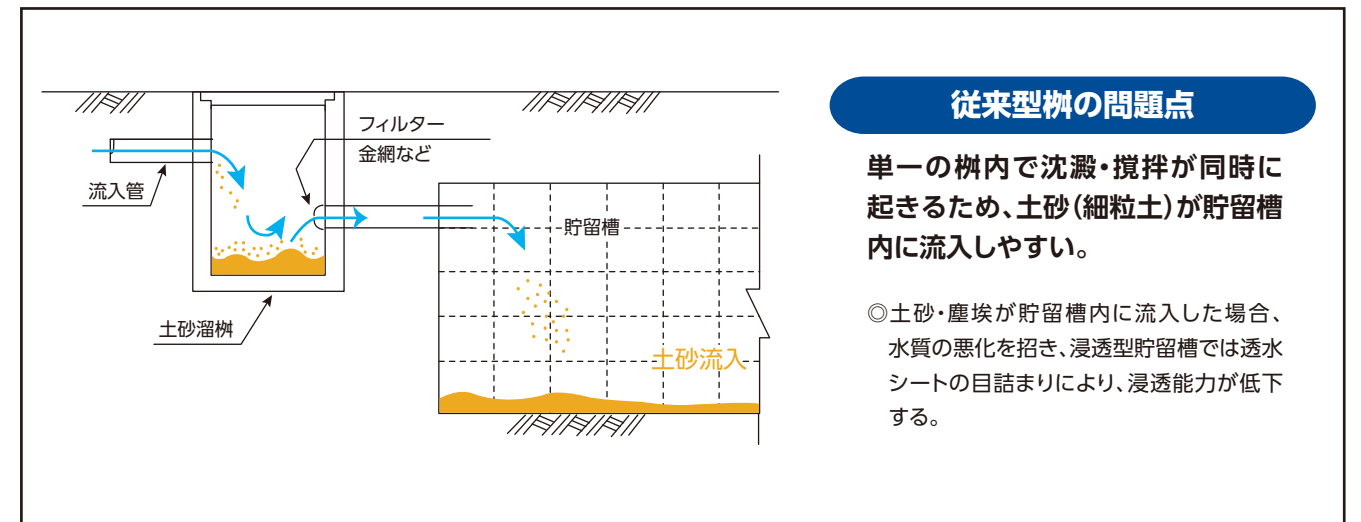 フィルター
金網など
流入管
貯留槽
土砂溜桝
土砂流入
従来型桝の問題点
単一の桝内で沈澱・撹拌が同時に
起きるため、土砂(細粒土)が貯留槽
内に流入しやすい。
◎土砂・塵埃が貯留槽内に流入した場合、
水質の悪化を招き、浸透型貯留槽では透水
シートの目詰まりにより、浸透能力が低下
する。